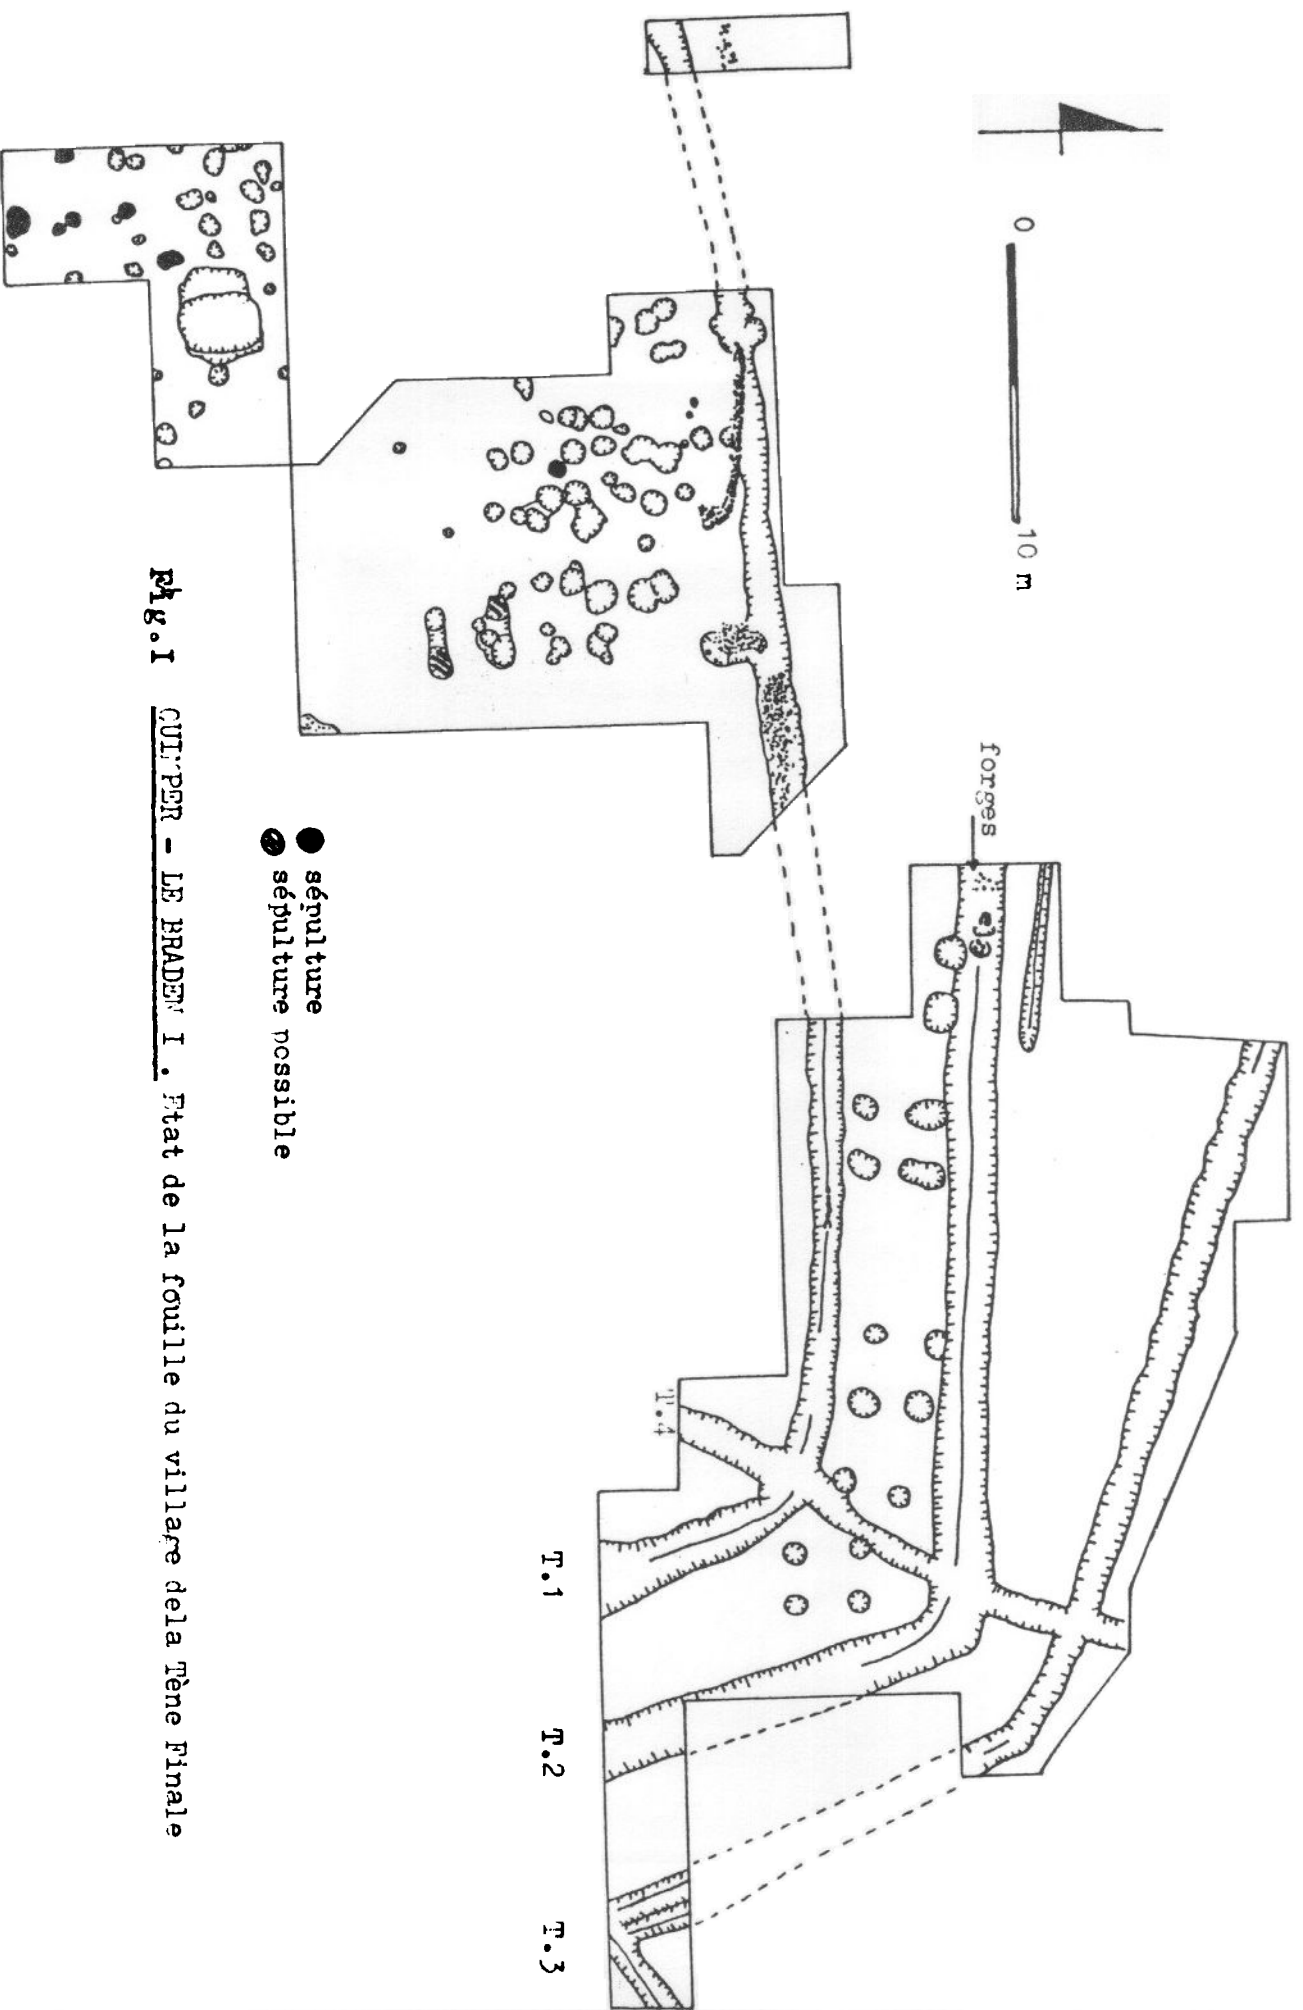 0 10 m
forges
T.4
T.1 T.2 T.3
sépulture
sépulture possible
Fig.I QUIMPER - LE BRADEN I . Etat de la fouille du village dela Tène Finale